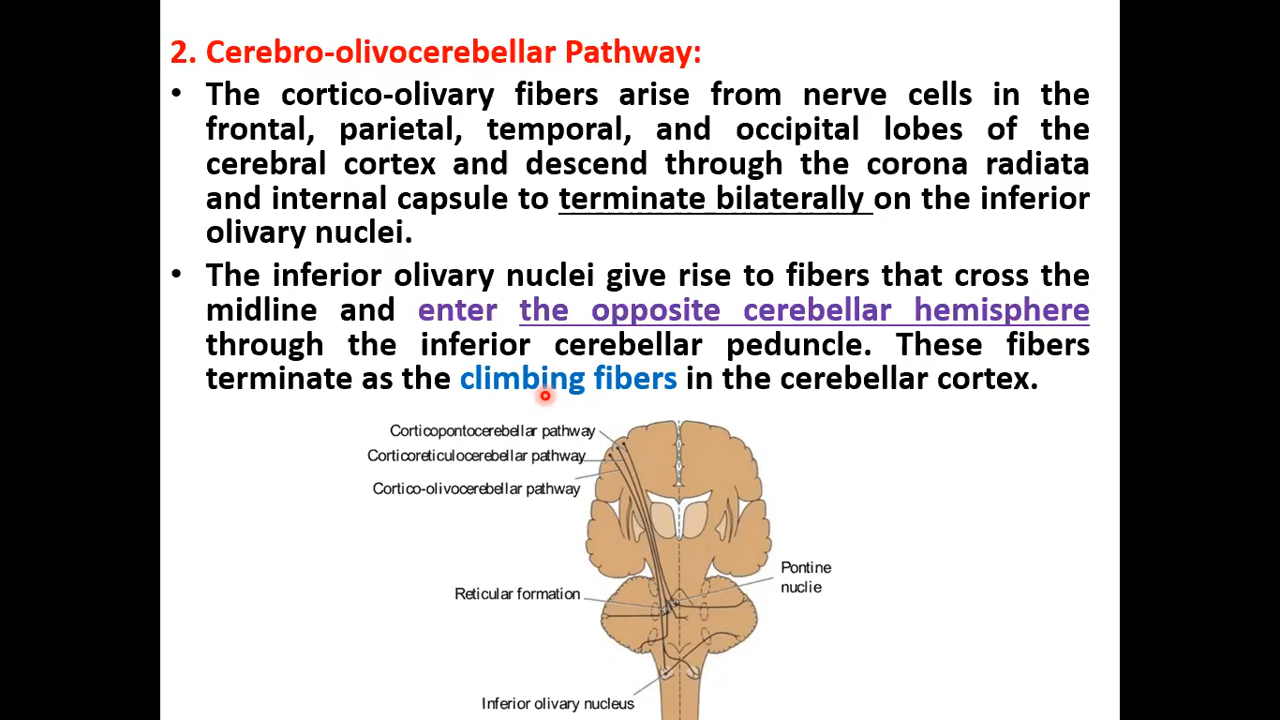 2. Cerebro-olivocerebellar Pathway:
• The cortico-olivary fibers arise from nerve cells in the
frontal, parietal, temporal, and occipital lobes of the
cerebral cortex and descend through the corona radiata
and internal capsule to terminate bilaterally on the inferior
olivary nuclei.
• The inferior olivary nuclei give rise to fibers that cross the
midline and enter the opposite cerebellar hemisphere
through the inferior cerebellar peduncle. These fibers
terminate as the climbing fibers in the cerebellar cortex.
Corticopontocerebellar pathway
Corticoreticulocerebellar pathway
Cortico-olivocerebellar pathway
Pontine
nuclie
Reticular formation
Inferior olivary nucleus